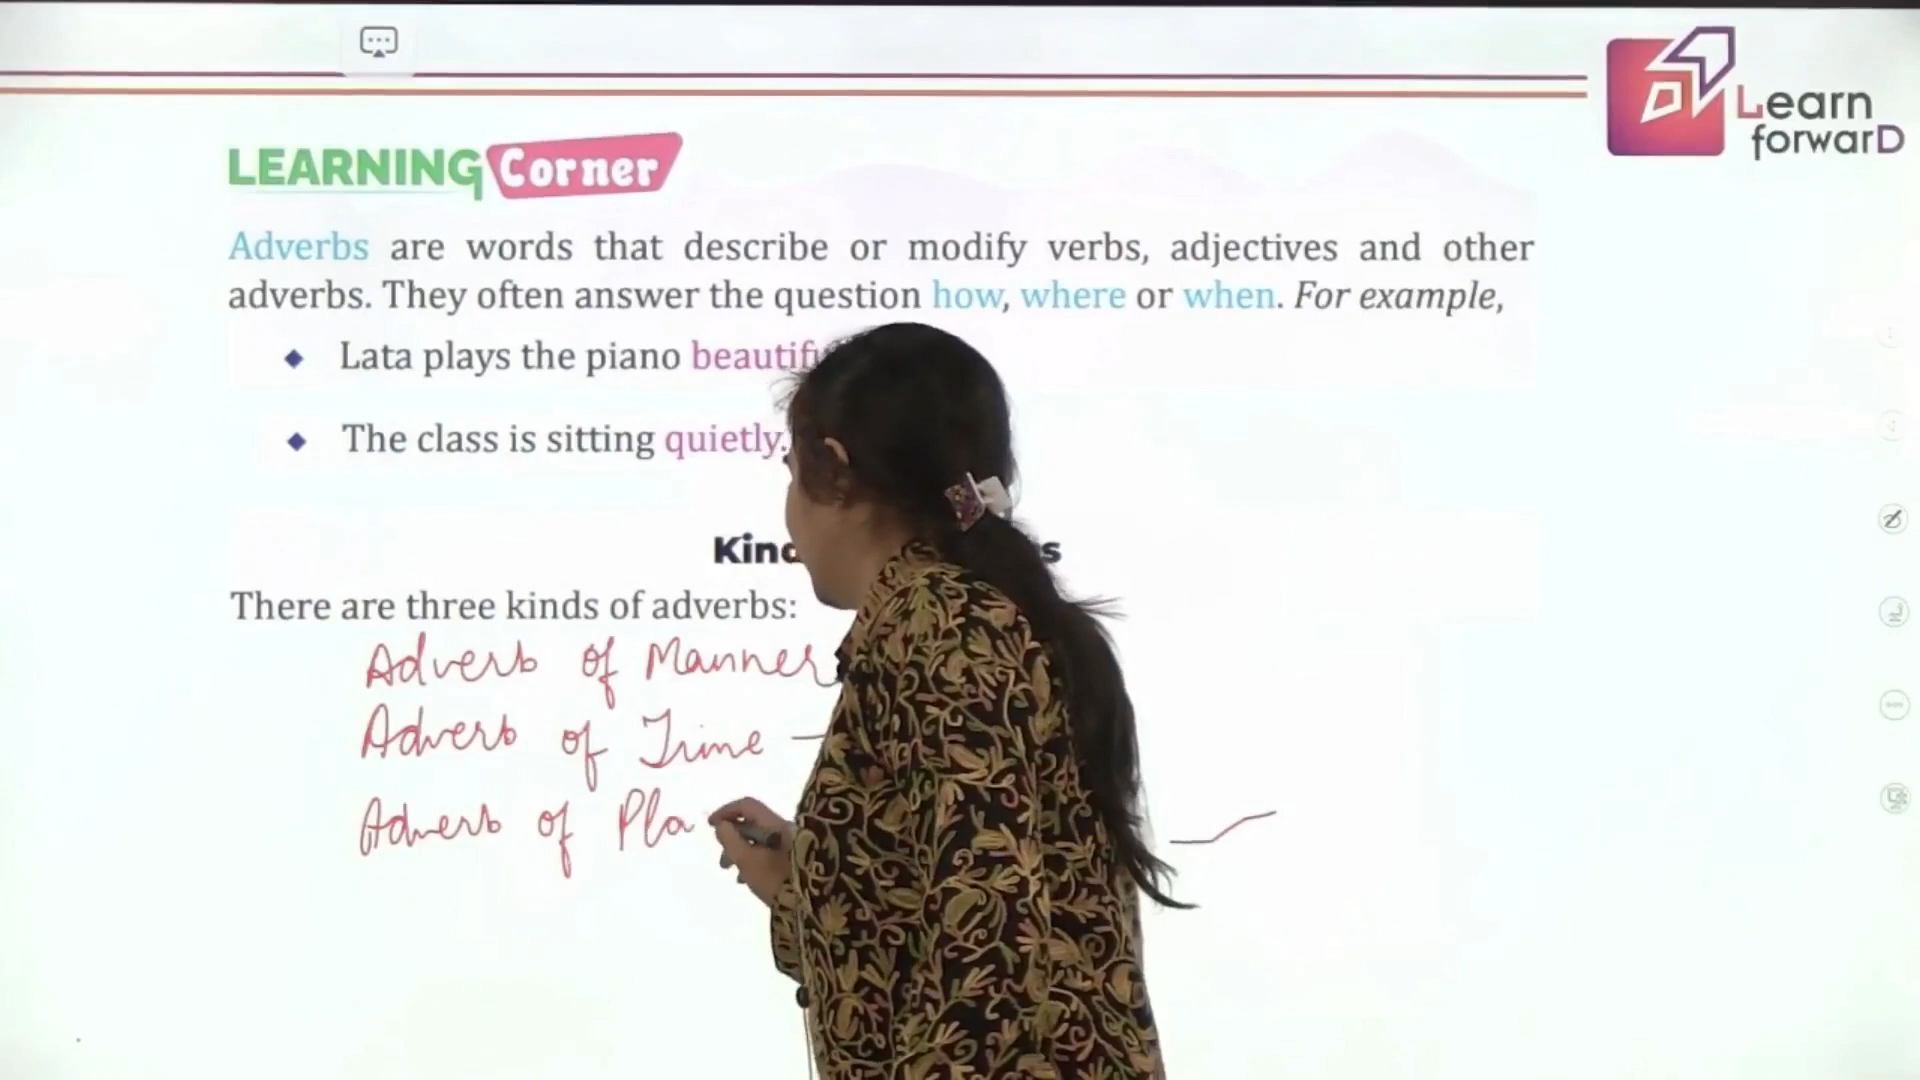 Learn
forwarD
LEARNING Corner
Adverbs are words that describe or modify verbs, adjectives and other
adverbs. They often answer the question how, where or when. For example,
Lata plays the piano
The class is sitting quietly.
There are three kinds of adverbs:
Adverb of Manner
Adverb of Time –
Adverb of Pla